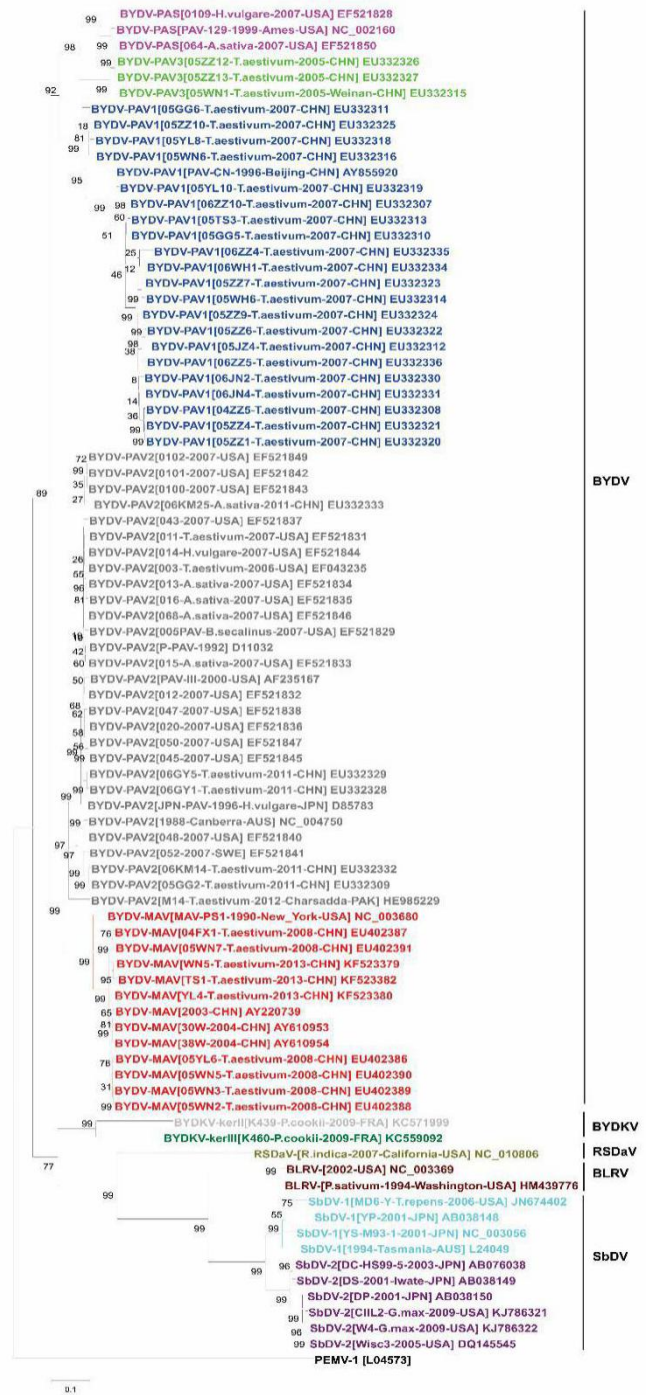 BYDV-PAS[0109-H.vulgare-2007-USA] EF521828
BYDV-PAS[PAV-129-1999-Ames-USA] NC_002160
BYDV-PAS[064-A.sativa-2007-USA] EF521850
BYDV-PAV3[05ZZ12-T.aestivum-2005-CHN] EU332326
BYDV-PAV3[05ZZ13-T.aestivum-2005-CHN] EU332327
BYDV-PAV3[05WN1-T.aestivum-2005-Weinan-CHN] EU332315
BYDV-PAV1[05GG6-T.aestivum-2007-CHN] EU332311
BYDV-PAV1[05ZZ10-T.aestivum-2007-CHN] EU332325
BYDV-PAV1[05YL8-T.aestivum-2007-CHN] EU332318
BYDV-PAV1[05WN6-T.aestivum-2007-CHN] EU332316
BYDV-PAV1[PAV-CN-1996-Beijing-CHN] AY855920
BYDV-PAV1[05YL10-T.aestivum-2007-CHN] EU332319
BYDV-PAV1[06ZZ10-T.aestivum-2007-CHN] EU332307
BYDV-PAV1[05TS3-T.aestivum-2007-CHN] EU332313
BYDV-PAV1[05GG5-T.aestivum-2007-CHN] EU332310
BYDV-PAV1[06ZZ4-T.aestivum-2007-CHN] EU332335
BYDV-PAV1[06WH1-T.aestivum-2007-CHN] EU332334
BYDV-PAV1[05ZZ7-T.aestivum-2007-CHN] EU332323
BYDV-PAV1[05WH6-T.aestivum-2007-CHN] EU332314
BYDV-PAV1[05ZZ9-T.aestivum-2007-CHN] EU332324
BYDV-PAV1[05ZZ6-T.aestivum-2007-CHN] EU332322
BYDV-PAV1[05JZ4-T.aestivum-2007-CHN] EU332312
BYDV-PAV1[06ZZ5-T.aestivum-2007-CHN] EU332336
BYDV-PAV1[06JN2-T.aestivum-2007-CHN] EU332330
BYDV-PAV1[06JN4-T.aestivum-2007-CHN] EU332331
BYDV-PAV1[04ZZ5-T.aestivum-2007-CHN] EU332308
BYDV-PAV1[05ZZ4-T.aestivum-2007-CHN] EU332321
BYDV-PAV1[05ZZ1-T.aestivum-2007-CHN] EU332320
BYDV-PAV2[0102-2007-USA] EF521849
BYDV-PAV2[0101-2007-USA] EF521842
BYDV-PAV2[0100-2007-USA] EF521843
BYDV-PAV2[06KM25-A.sativa-2011-CHN] EU332333
BYDV-PAV2[043-2007-USA] EF521837
BYDV-PAV2[011-T.aestivum-2007-USA] EF521831
BYDV-PAV2[014-H.vulgare-2007-USA] EF521844
BYDV-PAV2[003-T.aestivum-2006-USA] EF043235
BYDV-PAV2[013-A.sativa-2007-USA] EF521834
BYDV-PAV2[016-A.sativa-2007-USA] EF521835
BYDV-PAV2[068-A.sativa-2007-USA] EF521846
BYDV-PAV2[005PAV-B.secalinus-2007-USA] EF521829
BYDV-PAV2[P-PAV-1992] D11032
BYDV-PAV2[015-A.sativa-2007-USA] EF521833
BYDV-PAV2[PAV-III-2000-USA] AF235167
BYDV-PAV2[012-2007-USA] EF521832
BYDV-PAV2[047-2007-USA] EF521838
BYDV-PAV2[020-2007-USA] EF521836
BYDV-PAV2[050-2007-USA] EF521847
BYDV-PAV2[045-2007-USA] EF521845
BYDV-PAV2[06GY5-T.aestivum-2011-CHN] EU332329
BYDV-PAV2[06GY1-T.aestivum-2011-CHN] EU332328
BYDV-PAV2[JPN-PAV-1996-H.vulgare-JPN] D85783
BYDV-PAV2[1988-Canberra-AUS] NC_004750
BYDV-PAV2[048-2007-USA] EF521840
BYDV-PAV2[052-2007-SWE] EF521841
BYDV-PAV2[06KM14-T.aestivum-2011-CHN] EU332332
BYDV-PAV2[05GG2-T.aestivum-2011-CHN] EU332309
BYDV-PAV2[M14-T.aestivum-2012-Charsadda-PAK] HE985229
BYDV-MAV[MAV-PS1-1990-New_York-USA] NC_003680
BYDV-MAV[04FX1-T.aestivum-2008-CHN] EU402387
BYDV-MAV[05WN7-T.aestivum-2008-CHN] EU402391
BYDV-MAV[WN5-T.aestivum-2013-CHN] KF523379
BYDV-MAV[TS1-T.aestivum-2013-CHN] KF523382
BYDV-MAV[YL4-T.aestivum-2013-CHN] KF523380
BYDV-MAV[2003-CHN] AY220739
BYDV-MAV[30W-2004-CHN] AY610953
BYDV-MAV[38W-2004-CHN] AY610954
BYDV-MAV[05YL6-T.aestivum-2008-CHN] EU402386
BYDV-MAV[05WN5-T.aestivum-2008-CHN] EU402390
BYDV-MAV[05WN3-T.aestivum-2008-CHN] EU402389
BYDV-MAV[05WN2-T.aestivum-2008-CHN] EU402388
BYDKV-kerII[K439-P.cookii-2009-FRA] KC571999
BYDKV-kerIII[K460-P.cookii-2009-FRA] KC559092
RSDaV-[R.indica-2007-California-USA] NC_010806
BLRV-[2002-USA] NC_003369
BLRV-[P.sativum-1994-Washington-USA] HM439776
SbDV-1[MD6-Y-T.repens-2006-USA] JN674402
SbDV-1[YP-2001-JPN] AB038148
SbDV-1[YS-M93-1-2001-JPN] NC_003056
SbDV-1[1994-Tasmania-AUS] L24049
SbDV-2[DC-HS99-5-2003-JPN] AB076038
SbDV-2[DS-2001-Iwate-JPN] AB038149
SbDV-2[DP-2001-JPN] AB038150
SbDV-2[CIIL2-G.max-2009-USA] KJ786321
SbDV-2[W4-G.max-2009-USA] KJ786322
SbDV-2[Wisc3-2005-USA] DQ145545
PEMV-1 [L04573]
BYDV
BYDKV
RSDaV
BLRV
SbDV
0.1